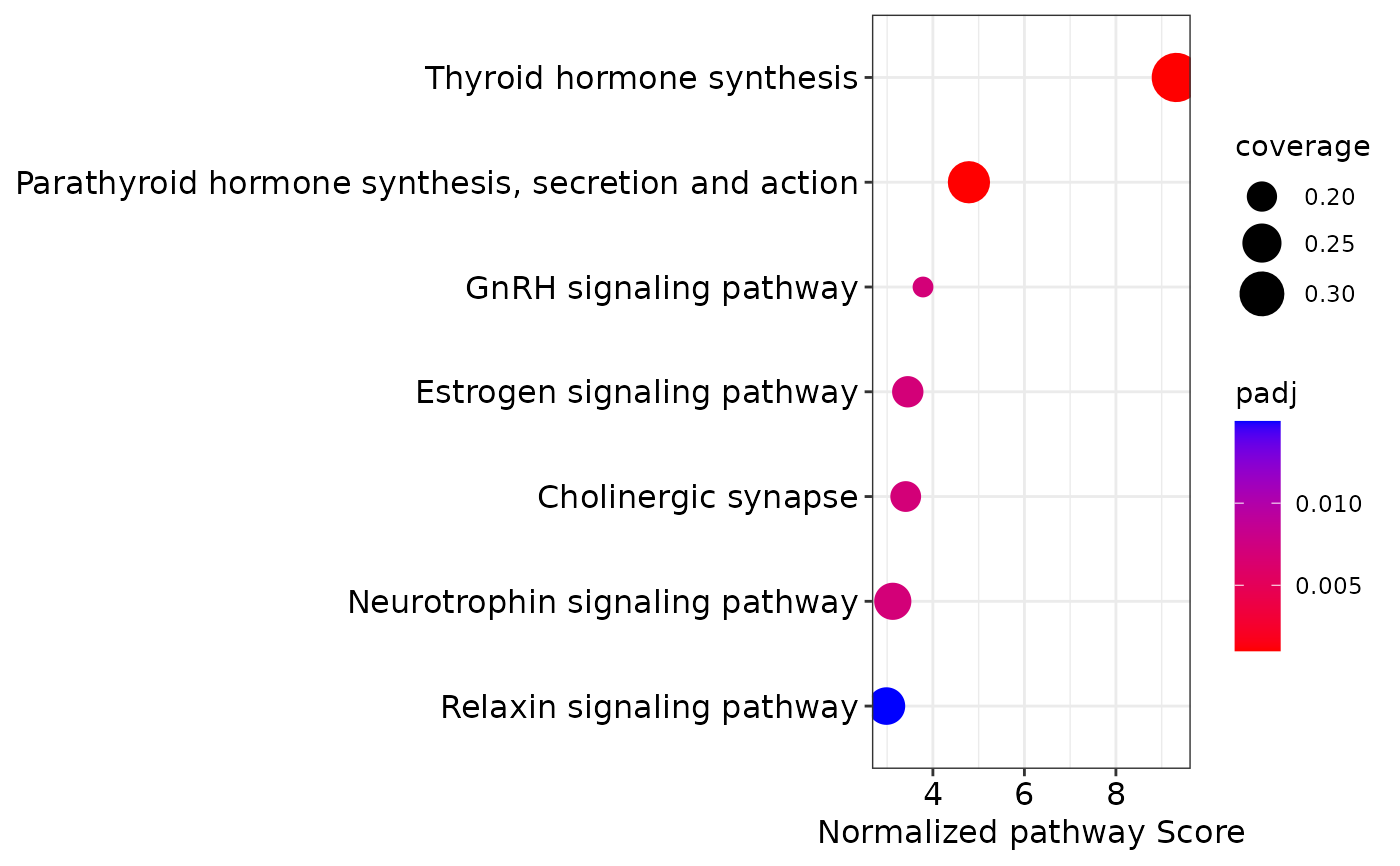 Thyroid hormone synthesis
Parathyroid hormone synthesis, secretion and action
GnRH signaling pathway
Estrogen signaling pathway
Cholinergic synapse
Neurotrophin signaling pathway
Relaxin signaling pathway
4 6 8
Normalized pathway Score
coverage
0.20
0.25
0.30
padj
0.010
0.005